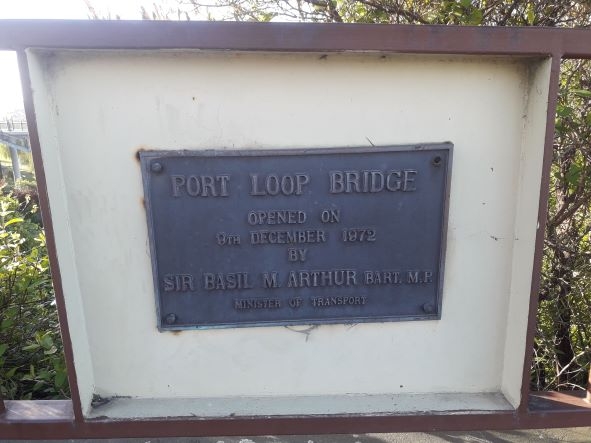 PORT LOOP BRIDGE
OPENED ON
9TH DECEMBER 1972
BY
SIR BASIL M. ARTHUR BART. M.P.
MINISTER OF TRANSPORT